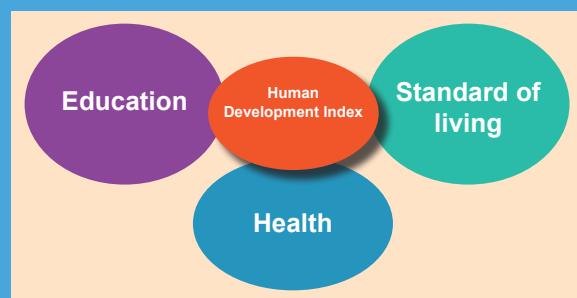 Education
Human
Development Index
Standard of
living
Health